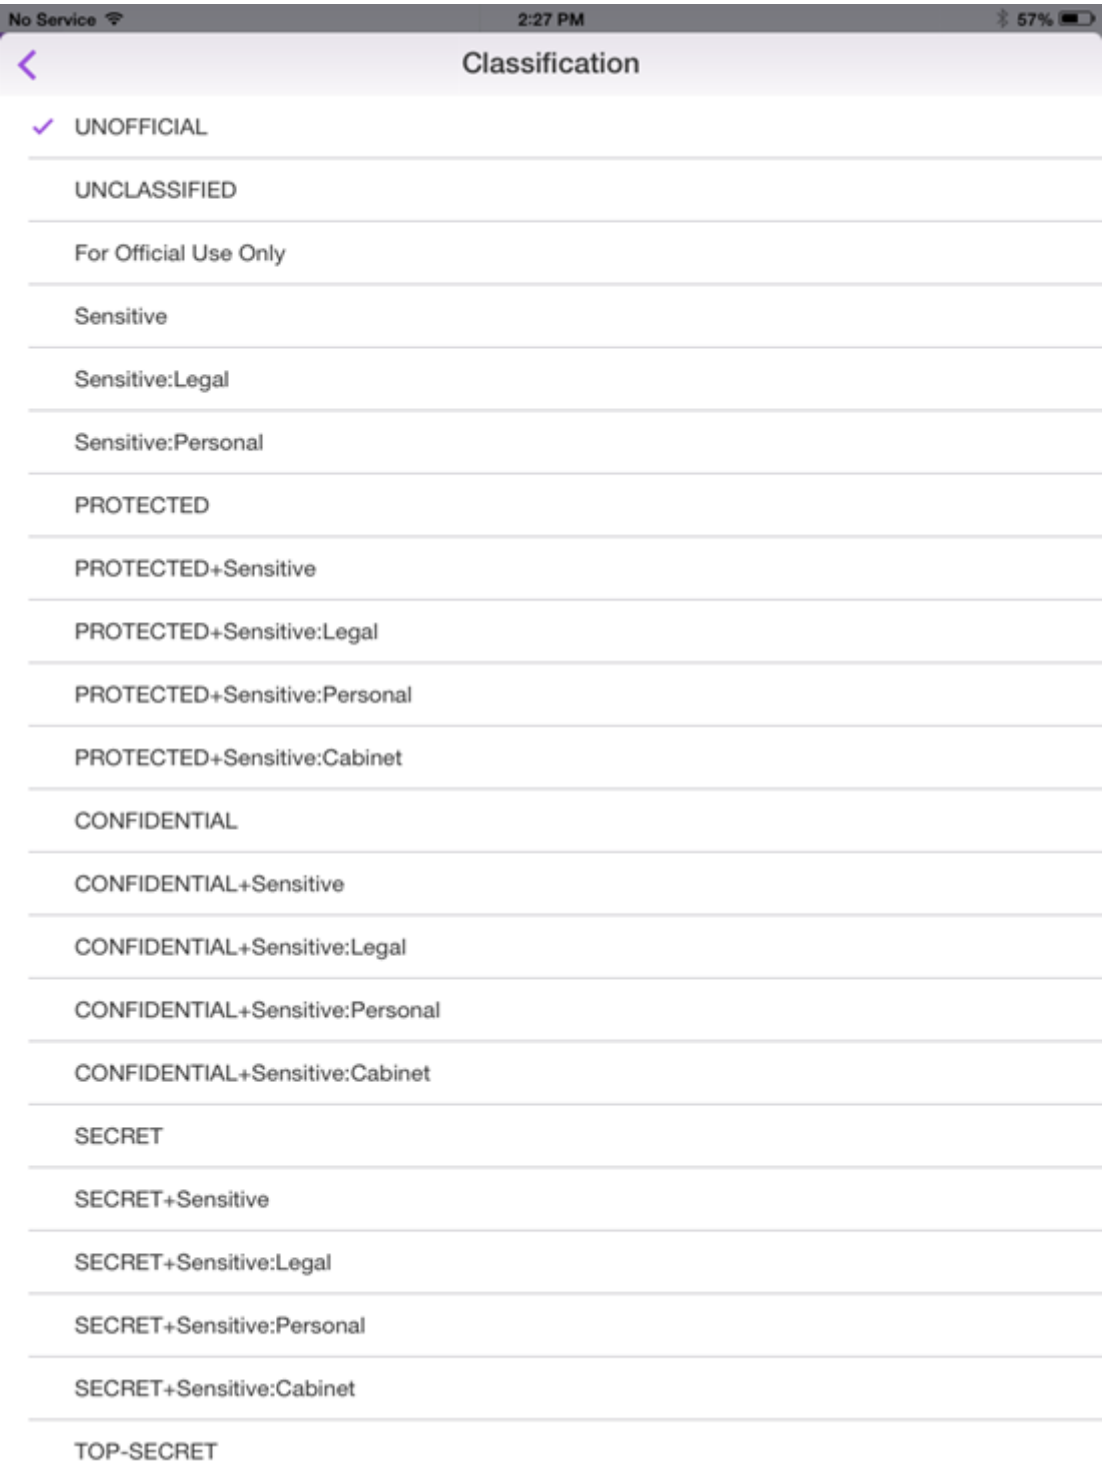 No Service 2:27 PM 57%
Classification
UNOFFICIAL
UNCLASSIFIED
For Official Use Only
Sensitive
Sensitive:Legal
Sensitive:Personal
PROTECTED
PROTECTED+Sensitive
PROTECTED+Sensitive:Legal
PROTECTED+Sensitive:Personal
PROTECTED+Sensitive:Cabinet
CONFIDENTIAL
CONFIDENTIAL+Sensitive
CONFIDENTIAL+Sensitive:Legal
CONFIDENTIAL+Sensitive:Personal
CONFIDENTIAL+Sensitive:Cabinet
SECRET
SECRET+Sensitive
SECRET+Sensitive:Legal
SECRET+Sensitive:Personal
SECRET+Sensitive:Cabinet
TOP-SECRET